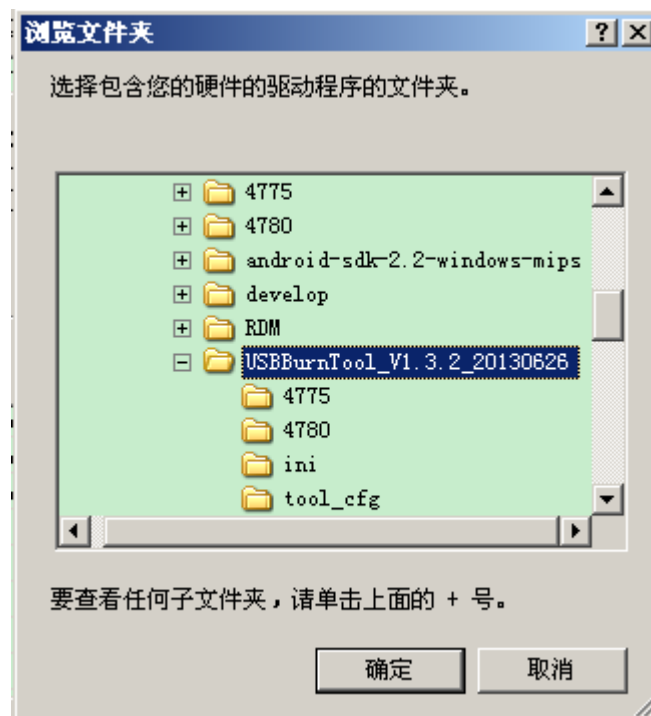 浏览文件夹
选择包含您的硬件的驱动程序的文件夹。
4775
4780
android-sdk-2.2-windows-mips
develop
RDM
USBBurnTool_V1.3.2_20130626
4775
4780
ini
tool_cfg
要查看任何子文件夹，请单击上面的 + 号。
确定 取消